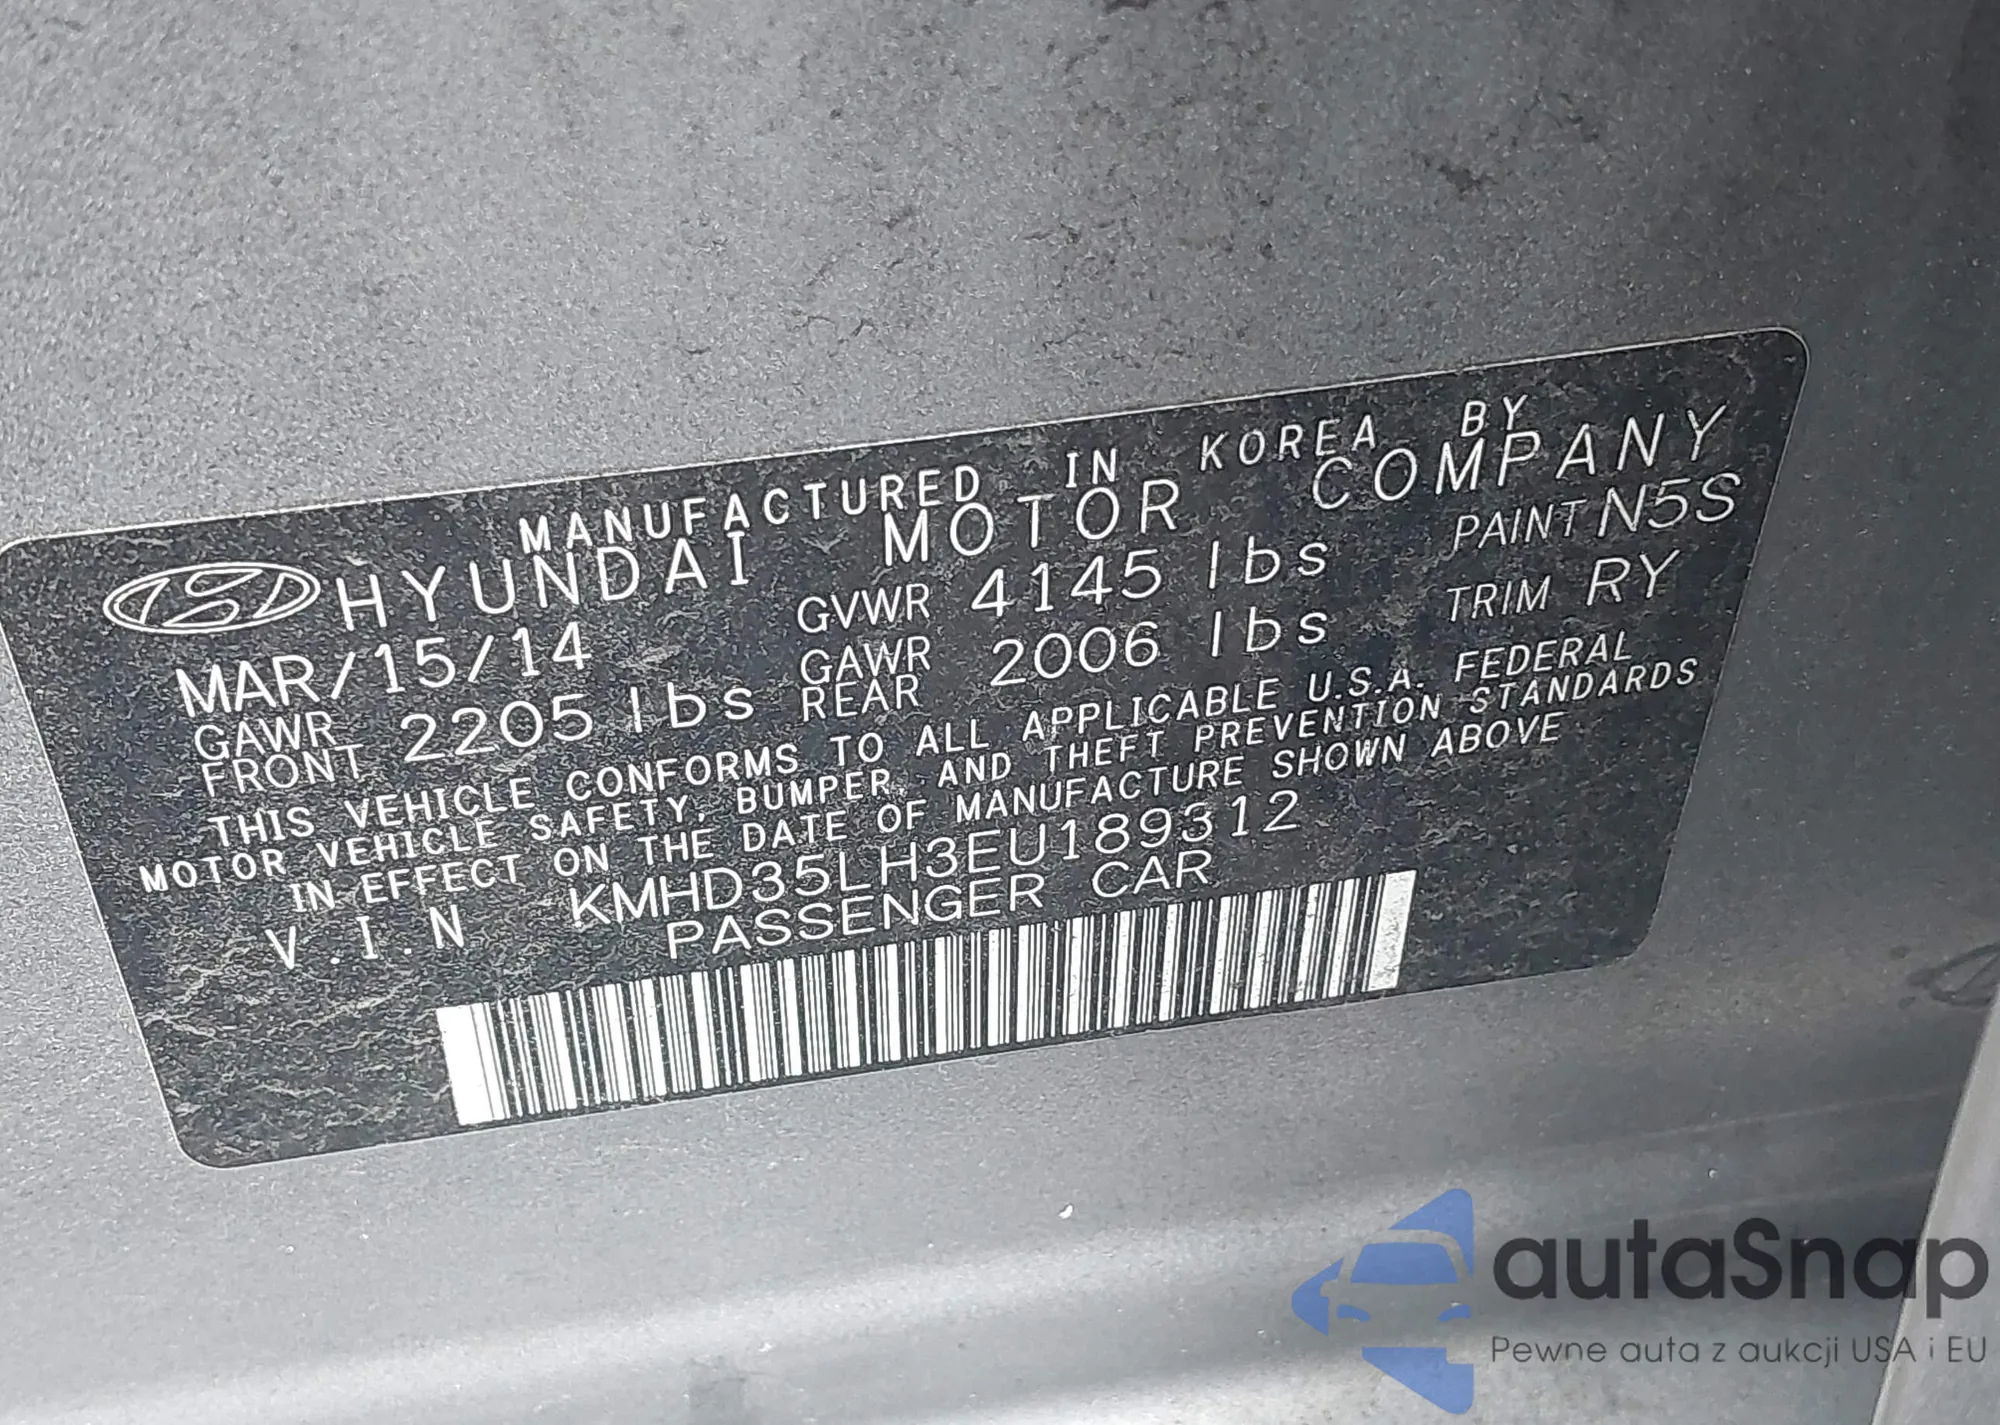 MANUFACTURED IN KOREA BY
HYUNDAI MOTOR COMPANY
MAR/15/14 GVWR 4145 lbs PAINT N5S
GAWR FRONT 2205 lbs GAWR REAR 2006 lbs TRIM RY
THIS VEHICLE CONFORMS TO ALL APPLICABLE U.S.A. FEDERAL
MOTOR VEHICLE SAFETY, BUMPER, AND THEFT PREVENTION STANDARDS
IN EFFECT ON THE DATE OF MANUFACTURE SHOWN ABOVE
V.I.N KMHD35LH3EU189312
PASSENGER CAR
autaSnap
Pewne auta z aukcji USA i EU